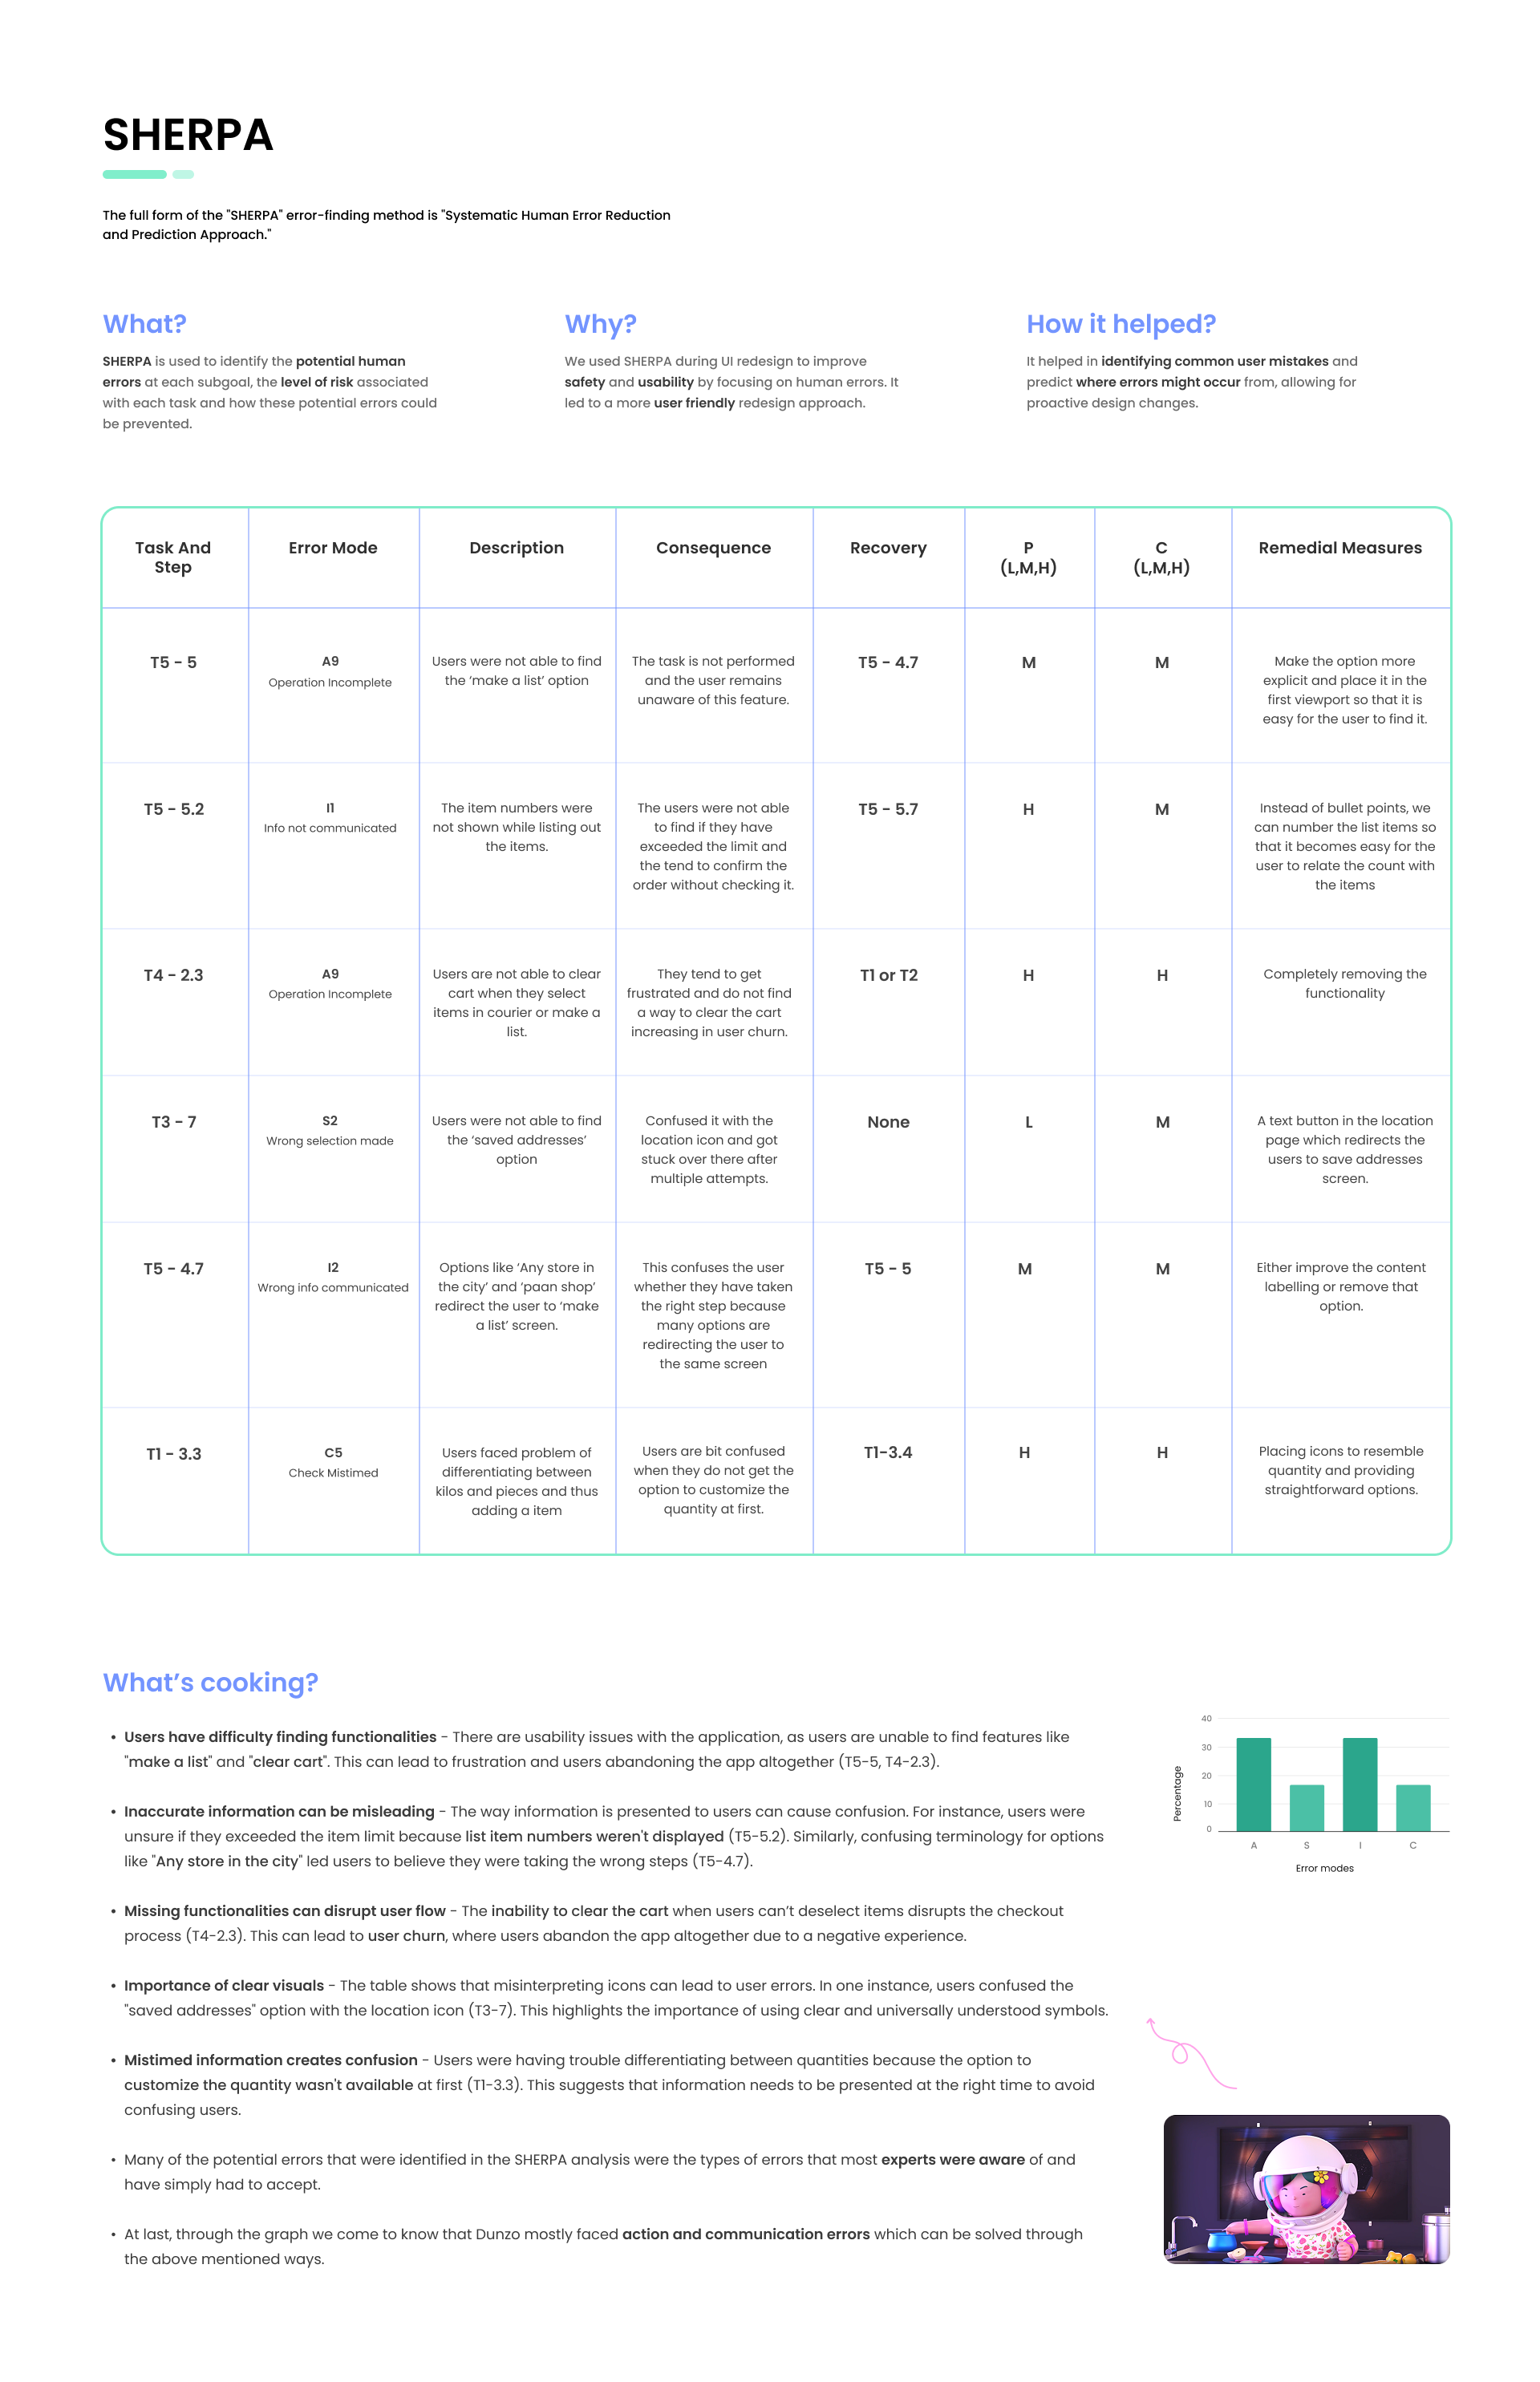 SHERPA
The full form of the "SHERPA" error-finding method is "Systematic Human Error Reduction
and Prediction Approach."
What?
SHERPA is used to identify the potential human
errors at each subgoal, the level of risk associated
with each task and how these potential errors could
be prevented.
Why?
We used SHERPA during UI redesign to improve
safety and usability by focusing on human errors. It
led to a more user friendly redesign approach.
How it helped?
It helped in identifying common user mistakes and
predict where errors might occur from, allowing for
proactive design changes.
Task And
Step
Error Mode
Description
Consequence
Recovery
P
(L,M,H)
C
(L,M,H)
Remedial Measures
T5 - 5
A9
Operation Incomplete
Users were not able to find
the ‘make a list’ option
The task is not performed
and the user remains
unaware of this feature.
T5 - 4.7
M
M
Make the option more
explicit and place it in the
first viewport so that it is
easy for the user to find it.
T5 - 5.2
I1
Info not communicated
The item numbers were
not shown while listing out
the items.
The users were not able
to find if they have
exceeded the limit and
the tend to confirm the
order without checking it.
T5 - 5.7
H
M
Instead of bullet points, we
can number the list items so
that it becomes easy for the
user to relate the count with
the items
T4 - 2.3
A9
Operation Incomplete
Users are not able to clear
cart when they select
items in courier or make a
list.
They tend to get
frustrated and do not find
a way to clear the cart
increasing in user churn.
T1 or T2
H
H
Completely removing the
functionality
T3 - 7
S2
Wrong selection made
Users were not able to find
the ‘saved addresses’
option
Confused it with the
location icon and got
stuck over there after
multiple attempts.
None
L
M
A text button in the location
page which redirects the
users to save addresses
screen.
T5 - 4.7
I2
Wrong info communicated
Options like ‘Any store in
the city’ and ‘paan shop’
redirect the user to ‘make
a list’ screen.
This confuses the user
whether they have taken
the right step because
many options are
redirecting the user to
the same screen
T5 - 5
M
M
Either improve the content
labelling or remove that
option.
T1 - 3.3
C5
Check Mistimed
Users faced problem of
differentiating between
kilos and pieces and thus
adding a item
Users are bit confused
when they do not get the
option to customize the
quantity at first.
T1-3.4
H
H
Placing icons to resemble
quantity and providing
straightforward options.
What’s cooking?
• Users have difficulty finding functionalities - There are usability issues with the application, as users are unable to find features like
"make a list" and "clear cart". This can lead to frustration and users abandoning the app altogether (T5-5, T4-2.3).
• Inaccurate information can be misleading - The way information is presented to users can cause confusion. For instance, users were
unsure if they exceeded the item limit because list item numbers weren't displayed (T5-5.2). Similarly, confusing terminology for options
like "Any store in the city" led users to believe they were taking the wrong steps (T5-4.7).
• Missing functionalities can disrupt user flow - The inability to clear the cart when users can’t deselect items disrupts the checkout
process (T4-2.3). This can lead to user churn, where users abandon the app altogether due to a negative experience.
• Importance of clear visuals - The table shows that misinterpreting icons can lead to user errors. In one instance, users confused the
"saved addresses" option with the location icon (T3-7). This highlights the importance of using clear and universally understood symbols.
• Mistimed information creates confusion - Users were having trouble differentiating between quantities because the option to
customize the quantity wasn't available at first (T1-3.3). This suggests that information needs to be presented at the right time to avoid
confusing users.
• Many of the potential errors that were identified in the SHERPA analysis were the types of errors that most experts were aware of and
have simply had to accept.
• At last, through the graph we come to know that Dunzo mostly faced action and communication errors which can be solved through
the above mentioned ways.
Percentage
40
30
20
10
0
A S I C
Error modes